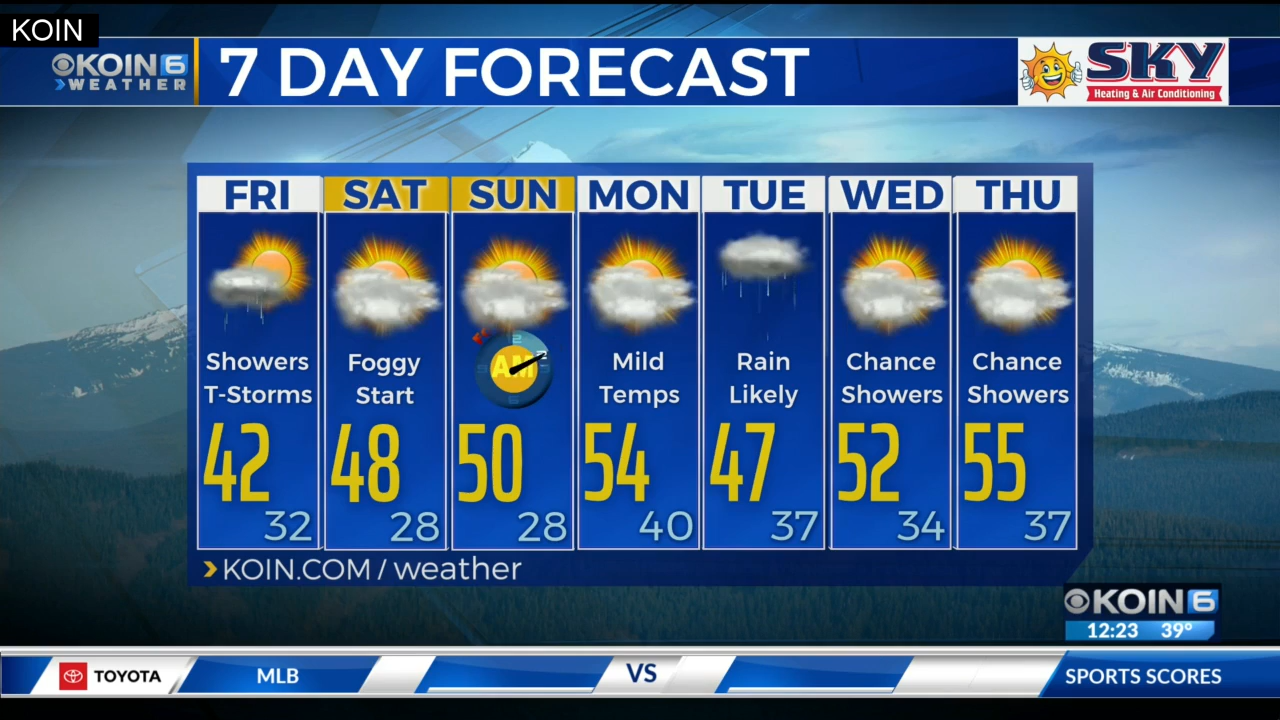 KOIN
KOIN 6
WEATHER
7 DAY FORECAST
SKY
Heating & Air Conditioning
FRI SAT SUN MON TUE WED THU
Showers
T-Storms
Foggy
Start
AM
Mild
Temps
Rain
Likely
Chance
Showers
Chance
Showers
42 48 50 54 47 52 55
32 28 28 40 37 34 37
KOIN.COM / weather
KOIN 6
12:23 39°
TOYOTA MLB VS SPORTS SCORES